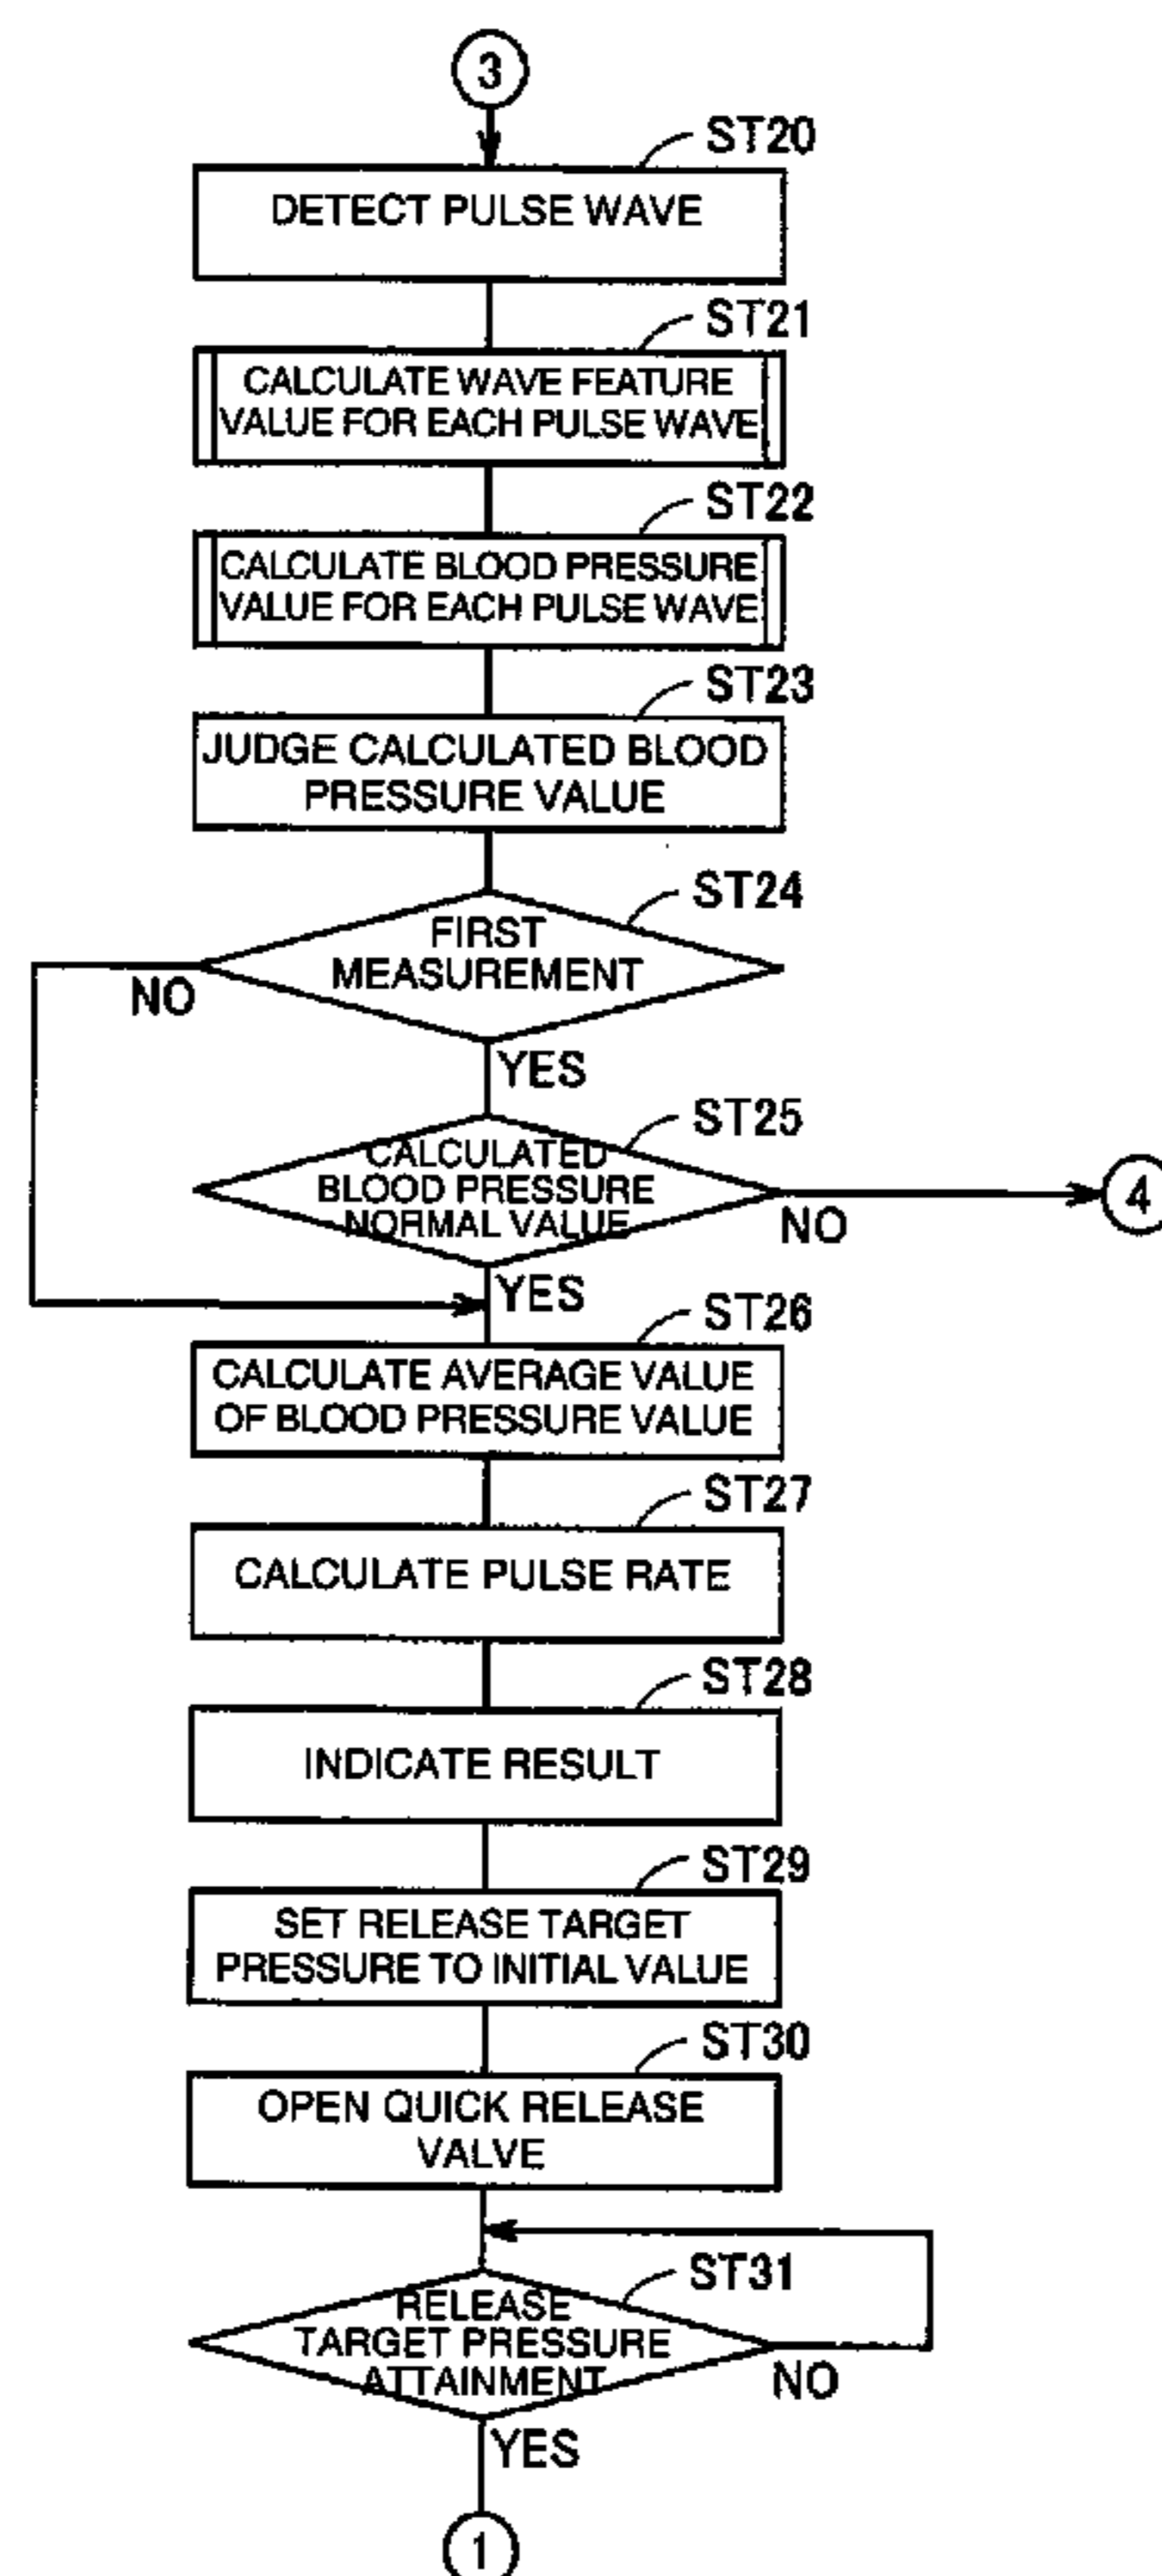 3
ST20
DETECT PULSE WAVE
ST21
CALCULATE WAVE FEATURE
VALUE FOR EACH PULSE WAVE
ST22
CALCULATE BLOOD PRESSURE
VALUE FOR EACH PULSE WAVE
ST23
JUDGE CALCULATED BLOOD
PRESSURE VALUE
ST24
FIRST
MEASUREMENT
NO
YES
ST25
CALCULATED
BLOOD PRESSURE
NORMAL VALUE
NO
4
YES
ST26
CALCULATE AVERAGE VALUE
OF BLOOD PRESSURE VALUE
ST27
CALCULATE PULSE RATE
ST28
INDICATE RESULT
ST29
SET RELEASE TARGET
PRESSURE TO INITIAL VALUE
ST30
OPEN QUICK RELEASE
VALVE
ST31
RELEASE
TARGET PRESSURE
ATTAINMENT
NO
YES
1